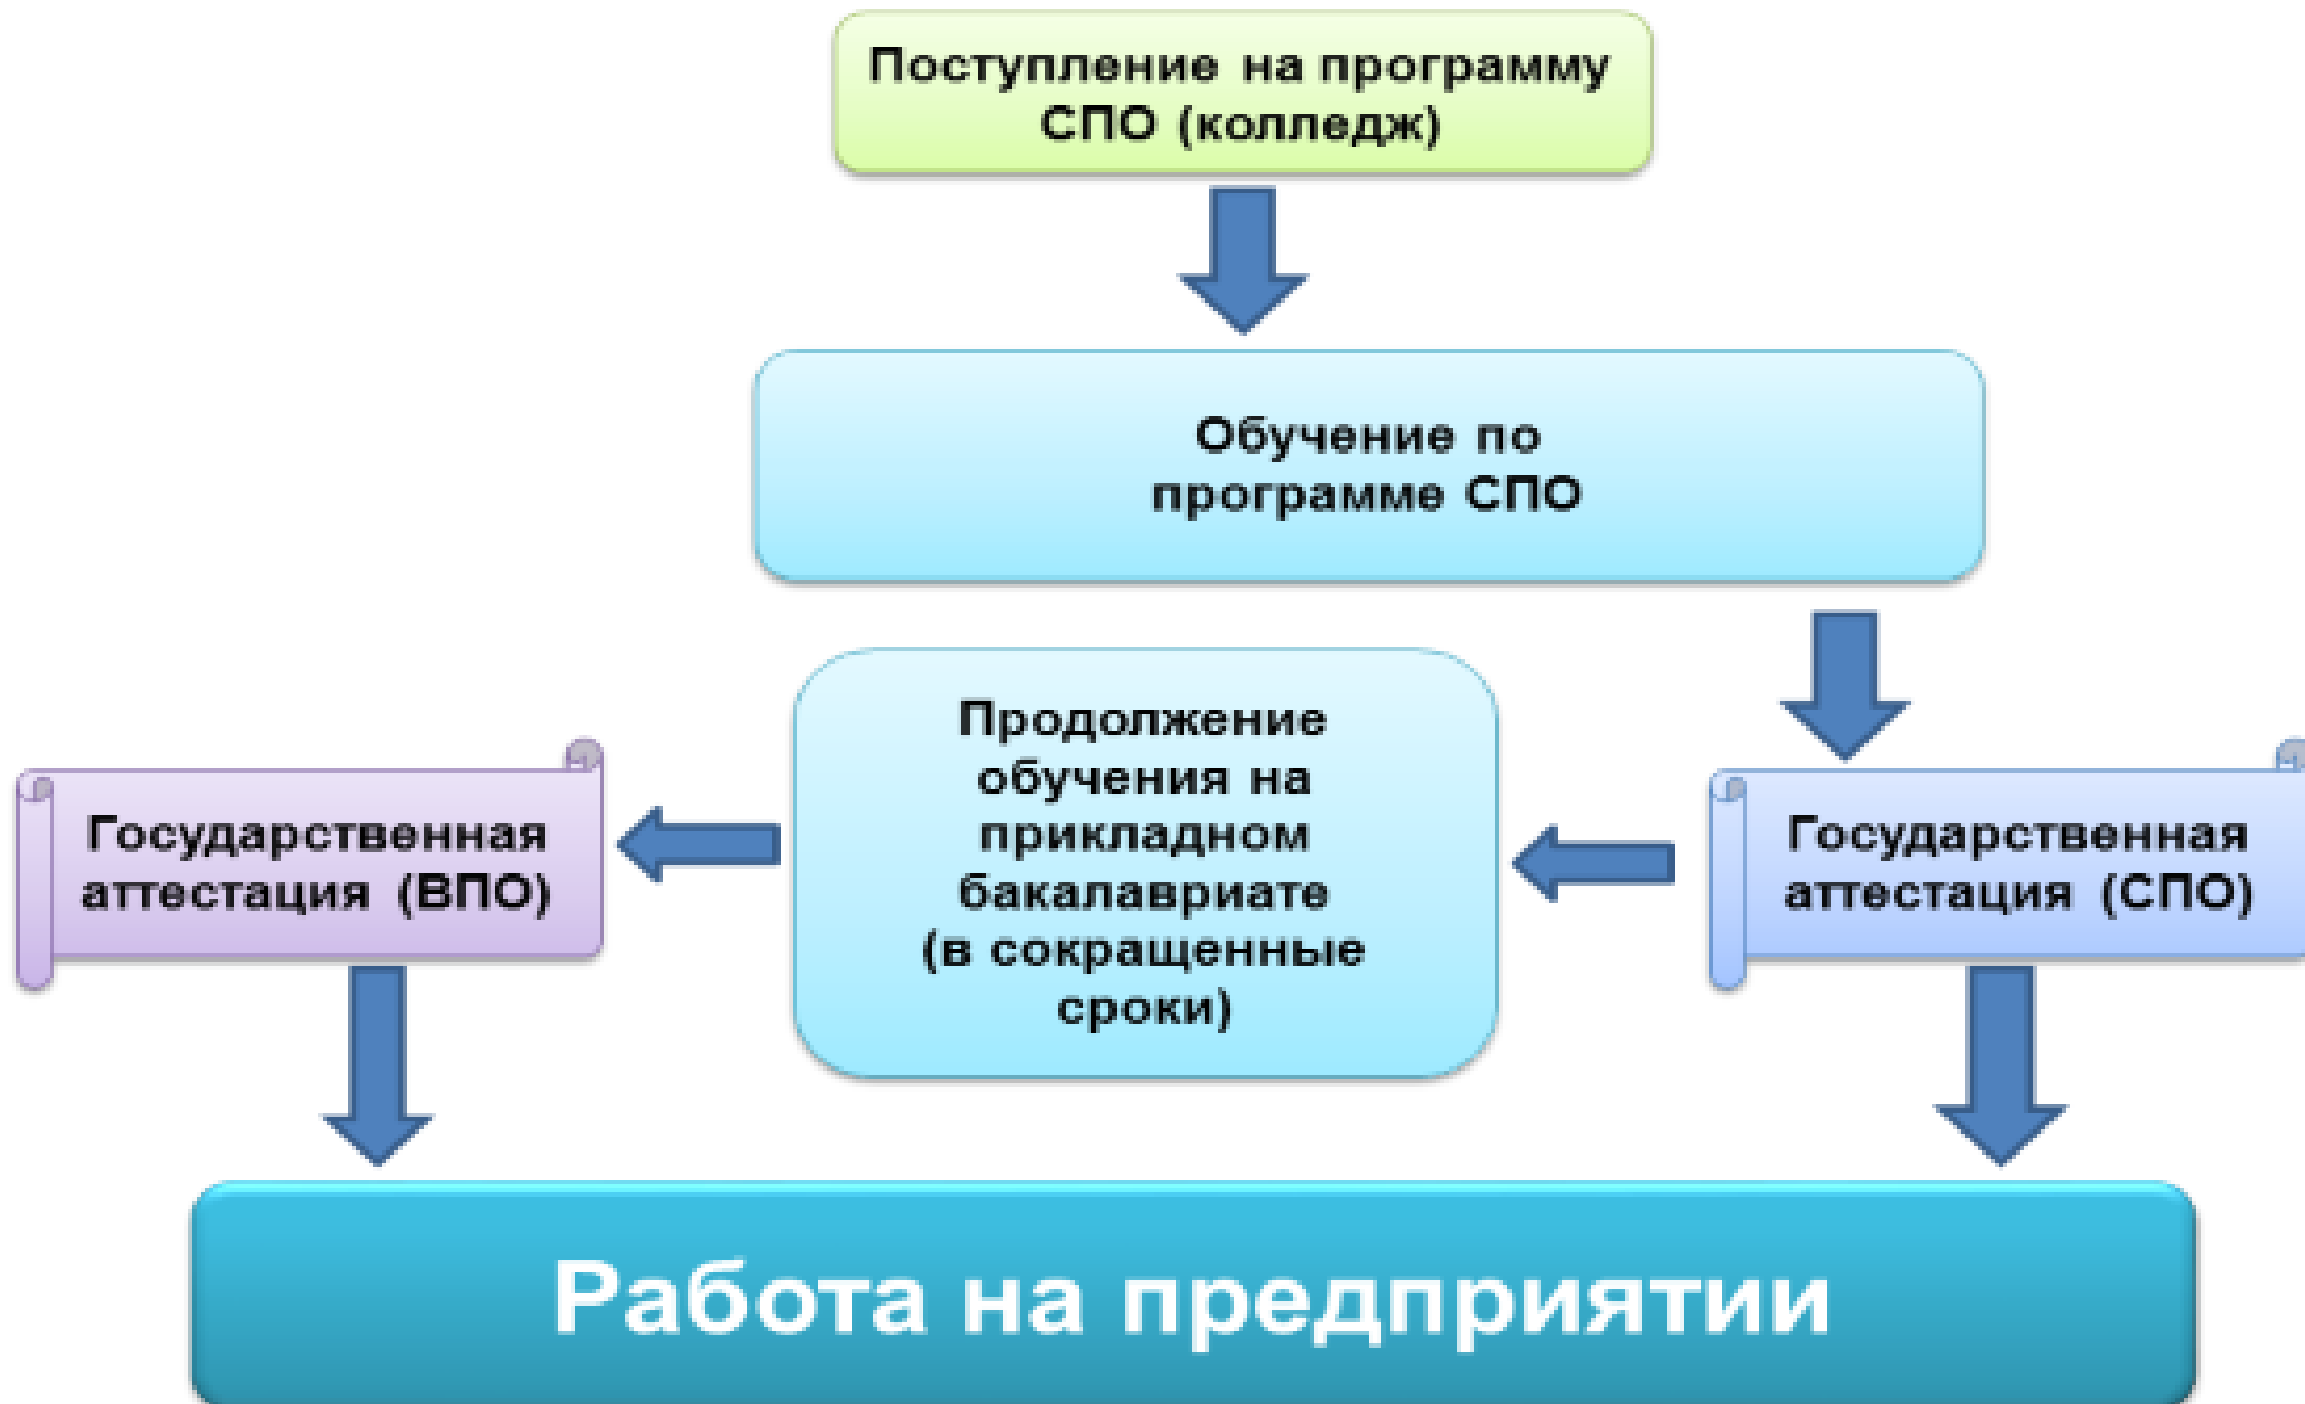 Поступление на программу
СПО (колледж)
Обучение по
программе СПО
Продолжение
обучения на
прикладном
бакалавриате
(в сокращенные
сроки)
Государственная
аттестация (ВПО)
Государственная
аттестация (СПО)
Работа на предприятии